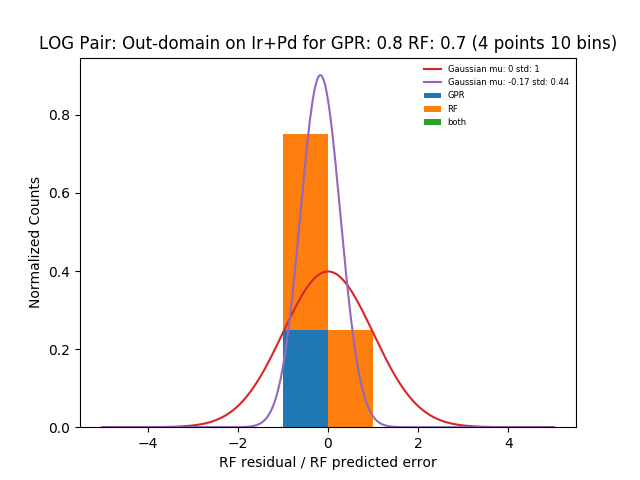 LOG Pair: Out-domain on Ir+Pd for GPR: 0.8 RF: 0.7 (4 points 10 bins)
Gaussian mu: 0 std: 1
Gaussian mu: -0.17 std: 0.44
GPR
RF
both
Normalized Counts
0.8
0.6
0.4
0.2
0.0
−4 −2 0 2 4
RF residual / RF predicted error